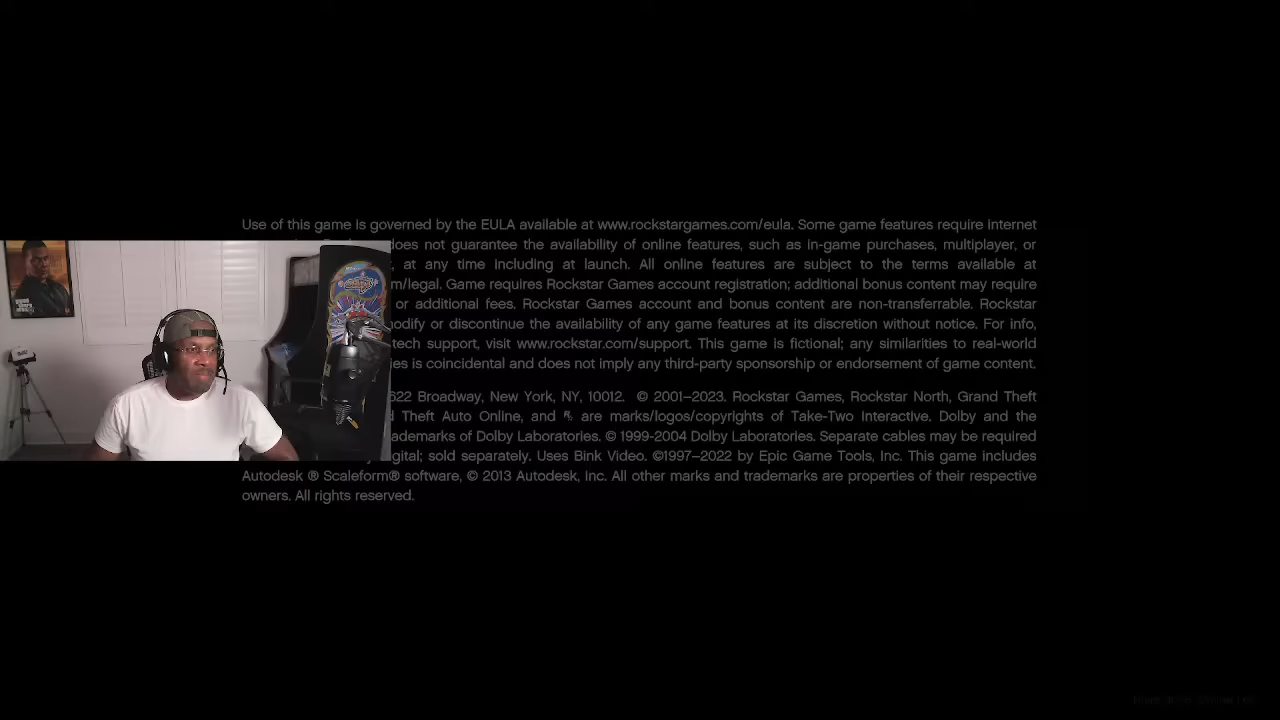 Use of this game is governed by the EULA available at www.rockstargames.com/eula. Some game features require internet
does not guarantee the availability of online features, such as in-game purchases, multiplayer, or
, at any time including at launch. All online features are subject to the terms available at
m/legal. Game requires Rockstar Games account registration; additional bonus content may require
or additional fees. Rockstar Games account and bonus content are non-transferrable. Rockstar
modify or discontinue the availability of any game features at its discretion without notice. For info,
tech support, visit www.rockstar.com/support. This game is fictional; any similarities to real-world
is coincidental and does not imply any third-party sponsorship or endorsement of game content.
622 Broadway, New York, NY, 10012. © 2001–2023. Rockstar Games, Rockstar North, Grand Theft
Theft Auto Online, and are marks/logos/copyrights of Take-Two Interactive. Dolby and the
ademarks of Dolby Laboratories. © 1999-2004 Dolby Laboratories. Separate cables may be required
gital; sold separately. Uses Bink Video. ©1997–2022 by Epic Game Tools, Inc. This game includes
Autodesk ® Scaleform® software, © 2013 Autodesk, Inc. All other marks and trademarks are properties of their respective
owners. All rights reserved.